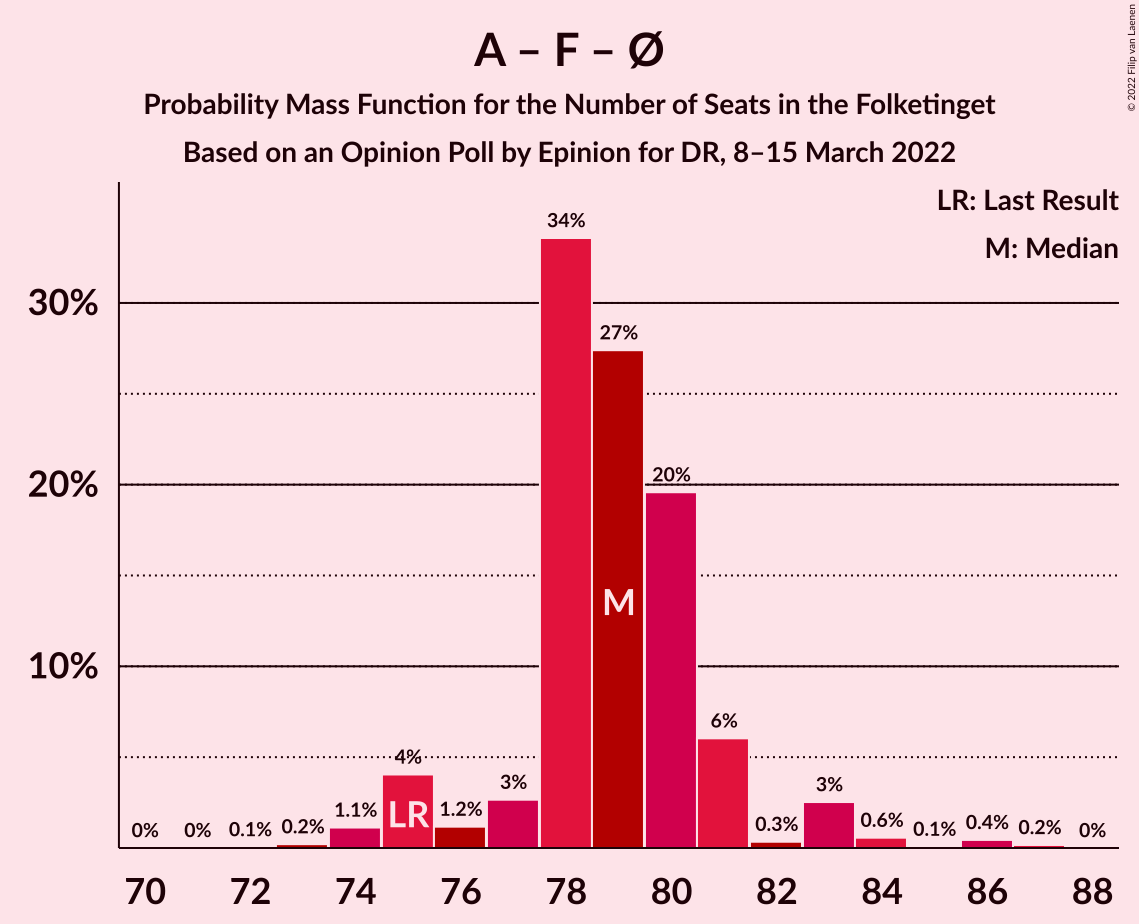 A – F – Ø
Probability Mass Function for the Number of Seats in the Folketinget
Based on an Opinion Poll by Epinion for DR, 8–15 March 2022
© 2022 Filip van Laenen
LR: Last Result
M: Median
30%
20%
10%
0%
0%
0.1%
0.2%
1.1%
4%
1.2%
3%
34%
27%
20%
6%
0.3%
3%
0.6%
0.1%
0.4%
0.2%
0%
LR
M
70 72 74 76 78 80 82 84 86 88